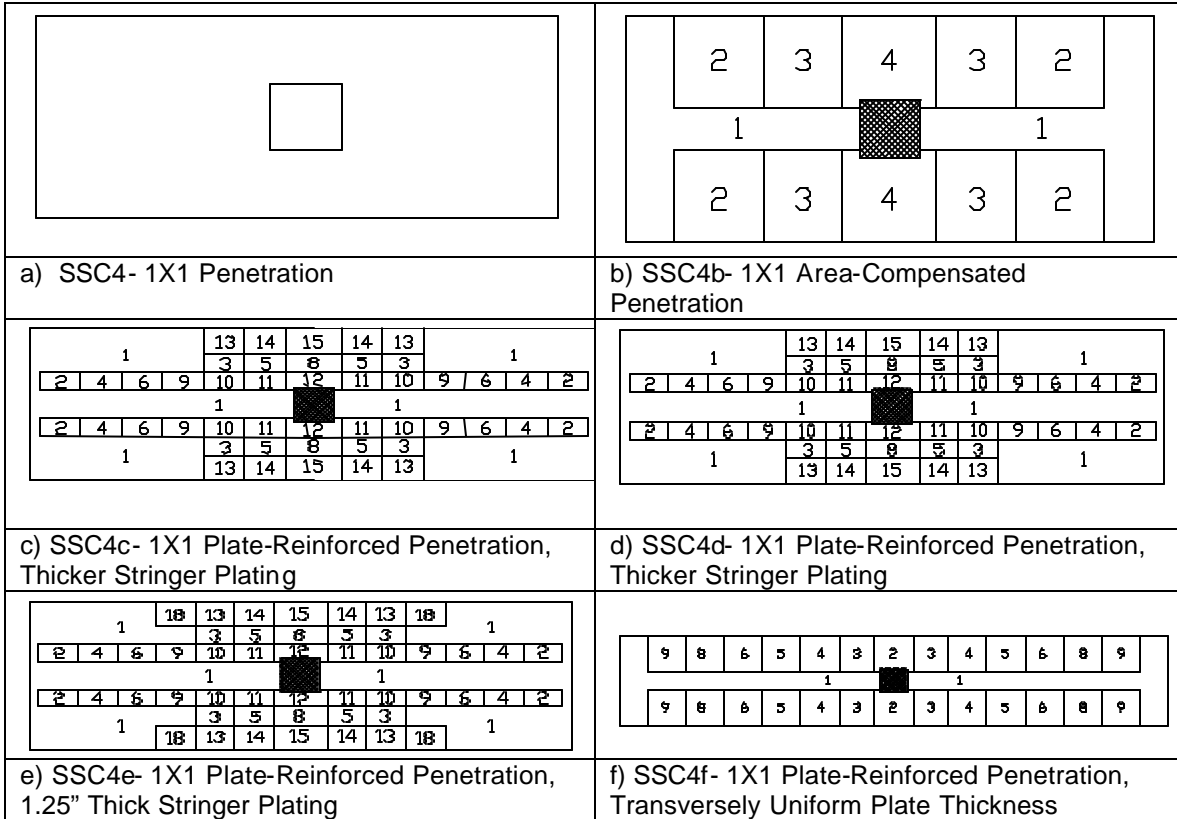 2 3 4 3 2
1 1
2 3 4 3 2
a) SSC4- 1X1 Penetration
b) SSC4b- 1X1 Area-Compensated
Penetration
13 14 15 14 13
1 1
3 5 8 5 3
2 4 6 9 10 11 12 11 10 9 6 4 2
1 1
2 4 6 9 10 11 12 11 10 9 6 4 2
3 5 8 5 3
1 1
13 14 15 14 13
13 14 15 14 13
1 1
3 5 8 5 3
2 4 6 9 10 11 12 11 10 9 6 4 2
1 1
2 4 6 9 10 11 12 11 10 9 6 4 2
3 5 8 5 3
1 1
13 14 15 14 13
c) SSC4c- 1X1 Plate-Reinforced Penetration,
Thicker Stringer Plating
d) SSC4d- 1X1 Plate-Reinforced Penetration,
Thicker Stringer Plating
18 13 14 15 14 13 18
1 1
3 5 8 5 3
2 4 6 9 10 11 12 11 10 9 6 4 2
1 1
2 4 6 9 10 11 12 11 10 9 6 4 2
3 5 8 5 3
1 1
18 13 14 15 14 13 18
9 8 6 5 4 3 2 3 4 5 6 8 9
1 1
9 8 6 5 4 3 2 3 4 5 6 8 9
e) SSC4e- 1X1 Plate-Reinforced Penetration,
1.25” Thick Stringer Plating
f) SSC4f- 1X1 Plate-Reinforced Penetration,
Transversely Uniform Plate Thickness